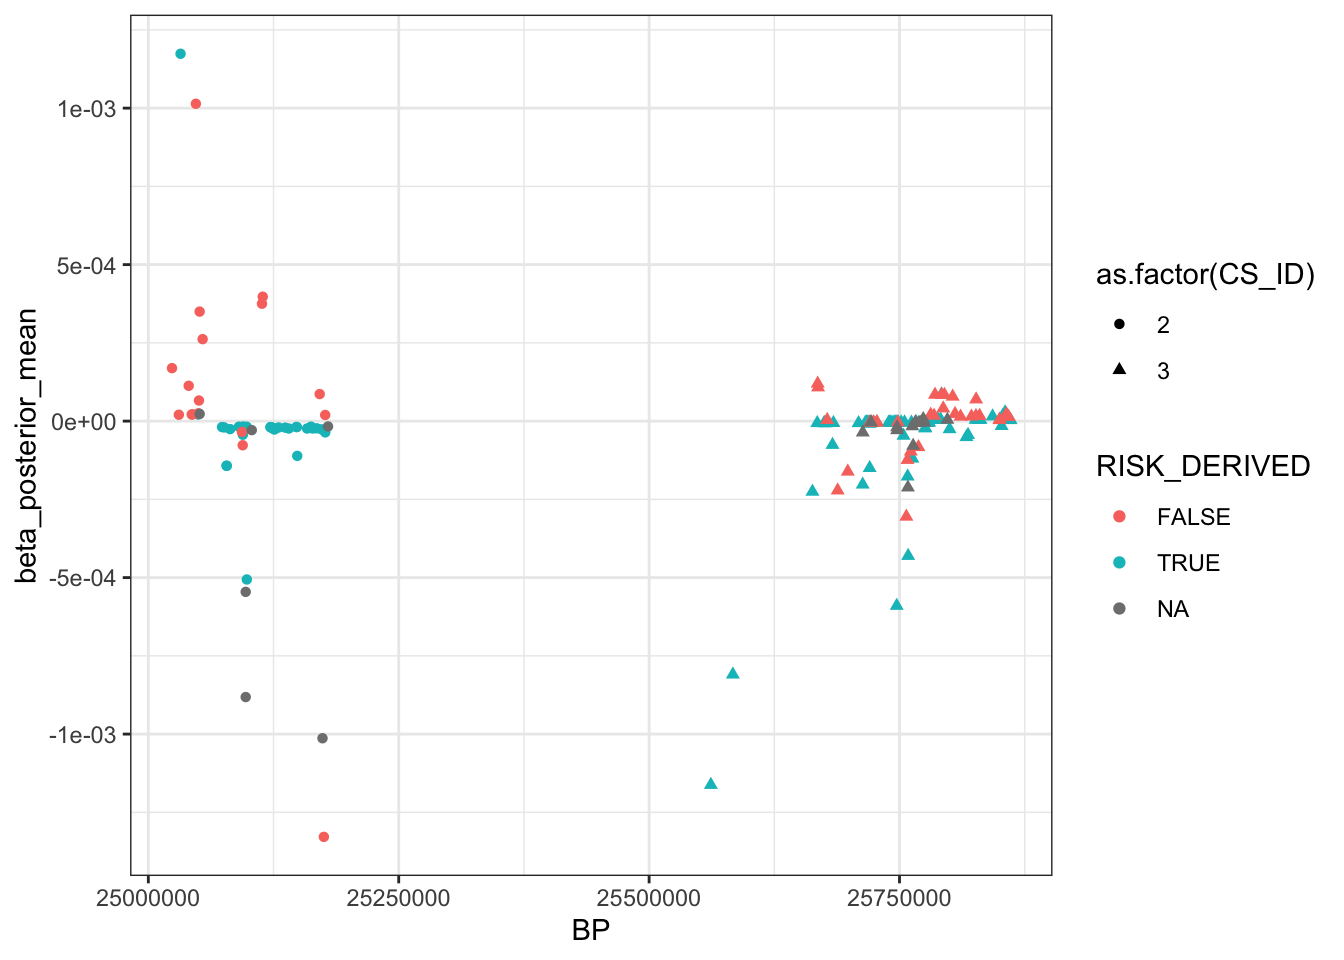 1e-03
5e-04
0e+00
-5e-04
-1e-03
beta_posterior_mean
25000000 25250000 25500000 25750000
BP
as.factor(CS_ID)
2
3
RISK_DERIVED
FALSE
TRUE
NA